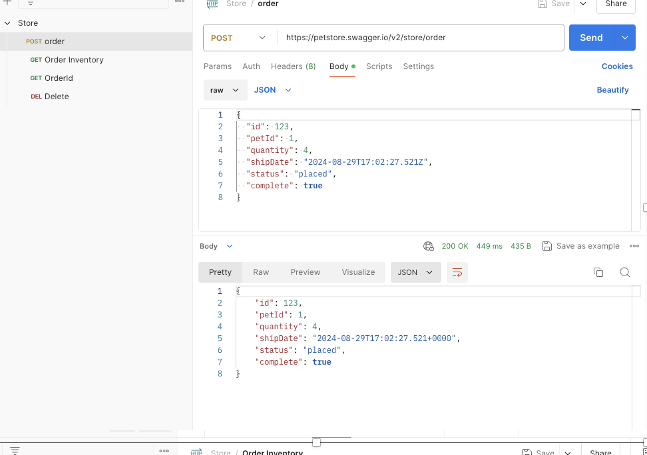 Store / order
Save
Share
Store
POST order
GET Order Inventory
GET OrderId
DEL Delete
POST
https://petstore.swagger.io/v2/store/order
Send
Params Auth Headers (8) Body Scripts Settings
Cookies
raw JSON
Beautify
1 {
2 "id": 123,
3 "petId": 1,
4 "quantity": 4,
5 "shipDate": "2024-08-29T17:02:27.521Z",
6 "status": "placed",
7 "complete": true
8 }
Body
200 OK 449 ms 435 B Save as example
Pretty Raw Preview Visualize JSON
1 {
2 "id": 123,
3 "petId": 1,
4 "quantity": 4,
5 "shipDate": "2024-08-29T17:02:27.521+0000",
6 "status": "placed",
7 "complete": true
8 }
Store / Order Inventory
Save
Share